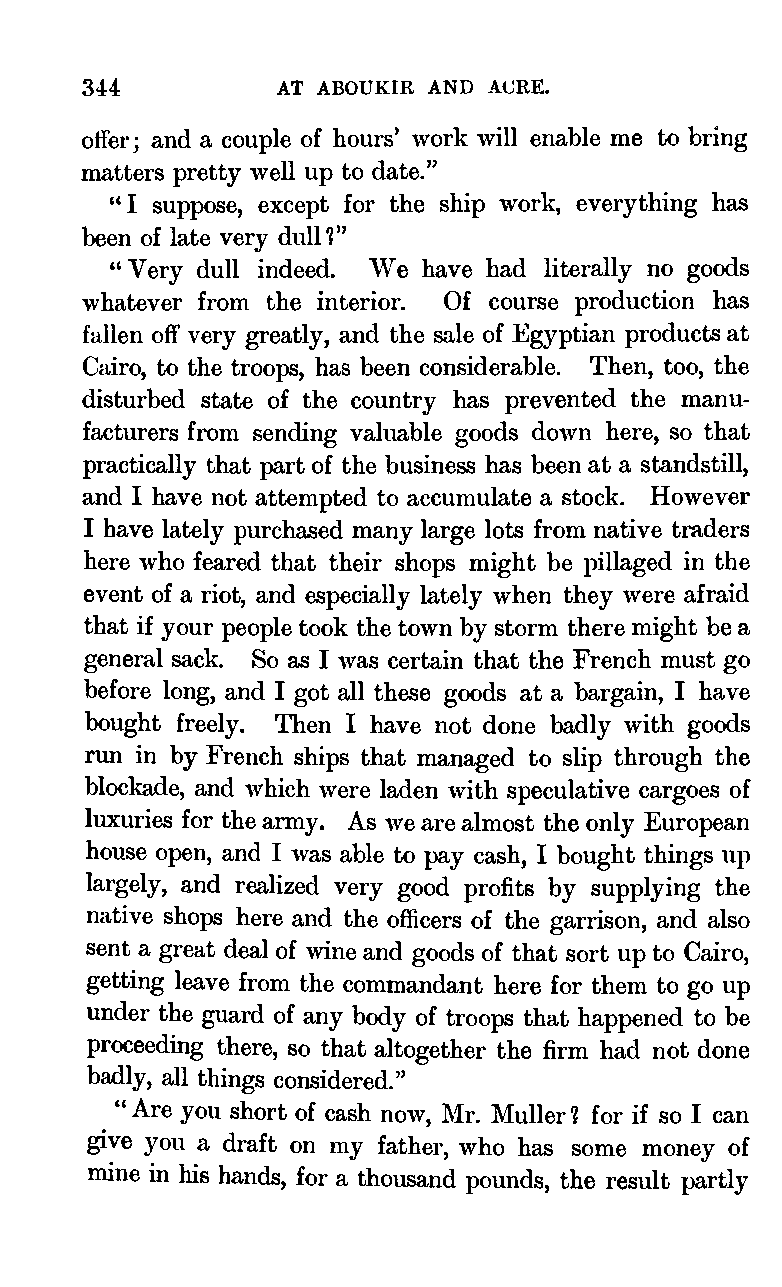 344 AT ABOUKIR AND ACRE.
offer; and a couple of hours' work will enable me to bring
matters pretty well up to date."
"I suppose, except for the ship work, everything has
been of late very dull?"
"Very dull indeed. We have had literally no goods
whatever from the interior. Of course production has
fallen off very greatly, and the sale of Egyptian products at
Cairo, to the troops, has been considerable. Then, too, the
disturbed state of the country has prevented the manu-
facturers from sending valuable goods down here, so that
practically that part of the business has been at a standstill,
and I have not attempted to accumulate a stock. However
I have lately purchased many large lots from native traders
here who feared that their shops might be pillaged in the
event of a riot, and especially lately when they were afraid
that if your people took the town by storm there might be a
general sack. So as I was certain that the French must go
before long, and I got all these goods at a bargain, I have
bought freely. Then I have not done badly with goods
run in by French ships that managed to slip through the
blockade, and which were laden with speculative cargoes of
luxuries for the army. As we are almost the only European
house open, and I was able to pay cash, I bought things up
largely, and realized very good profits by supplying the
native shops here and the officers of the garrison, and also
sent a great deal of wine and goods of that sort up to Cairo,
getting leave from the commandant here for them to go up
under the guard of any body of troops that happened to be
proceeding there, so that altogether the firm had not done
badly, all things considered."
"Are you short of cash now, Mr. Muller? for if so I can
give you a draft on my father, who has some money of
mine in his hands, for a thousand pounds, the result partly